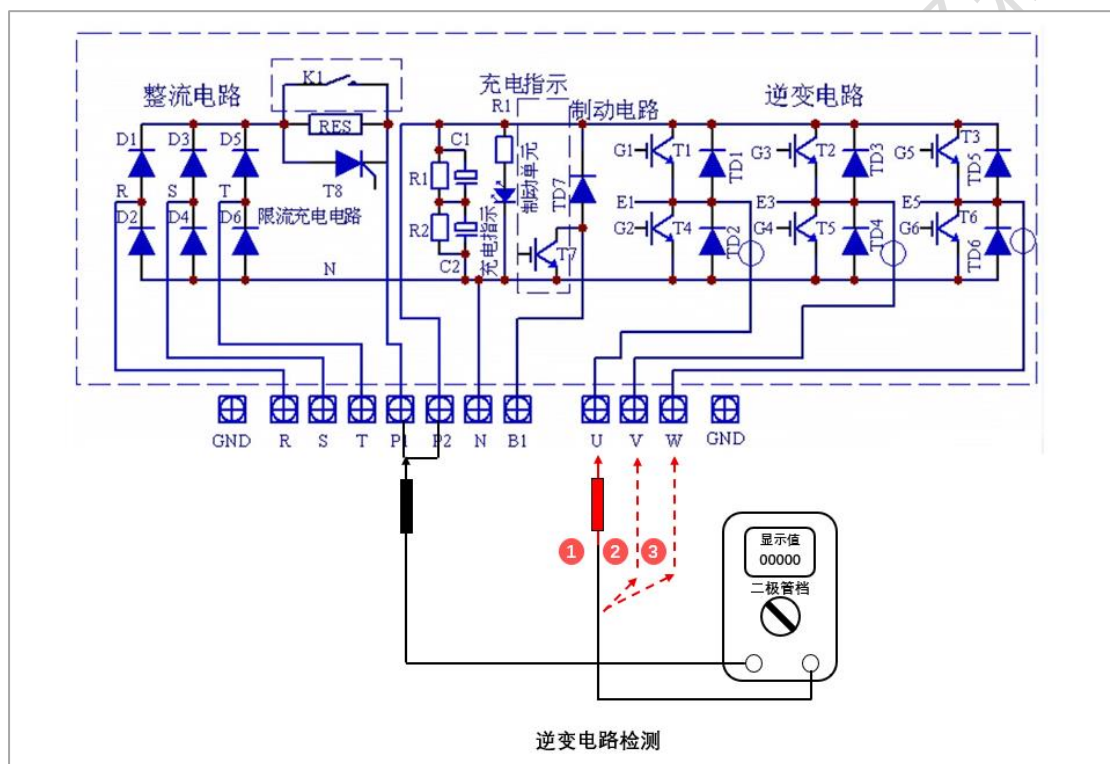 K1
充电指示
整流电路
R1
制动电路
逆变电路
D1
D3
D5
RES
C1
G1
T1
TD1
G3
T2
TD3
G5
T3
TD5
R
S
T
T8
R1
制动单元
TD7
E1
E3
E5
D2
D4
D6
限流充电电路
R2
充电指示
G2
T4
TD2
G4
T5
TD4
G6
T6
TD6
N
C2
T7
GND
R
S
T
P1
P2
N
B1
U
V
W
GND
1
2
3
显示值
00000
二极管档
逆变电路检测